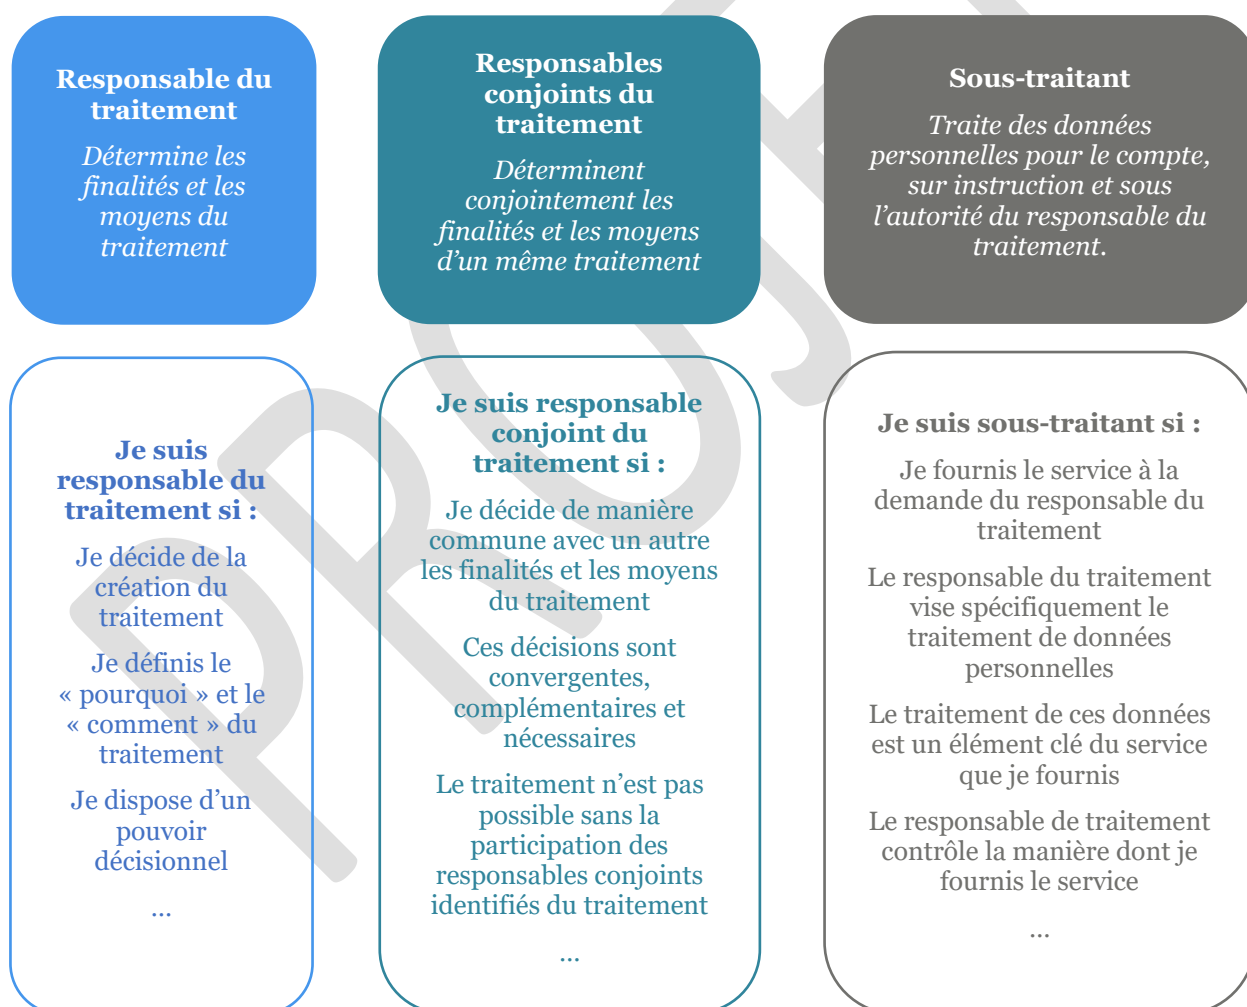 Responsable du
traitement
Détermine les
finalités et les
moyens du
traitement
Responsables
conjoints du
traitement
Déterminent
conjointement les
finalités et les moyens
d’un même traitement
Sous-traitant
Traite des données
personnelles pour le compte,
sur instruction et sous
l’autorité du responsable du
traitement.
Je suis
responsable du
traitement si :
Je décide de la
création du
traitement
Je définis le
« pourquoi » et le
« comment » du
traitement
Je dispose d’un
pouvoir
décisionnel
…
Je suis responsable
conjoint du
traitement si :
Je décide de manière
commune avec un autre
les finalités et les moyens
du traitement
Ces décisions sont
convergentes,
complémentaires et
nécessaires
Le traitement n’est pas
possible sans la
participation des
responsables conjoints
identifiés du traitement
…
Je suis sous-traitant si :
Je fournis le service à la
demande du responsable du
traitement
Le responsable du traitement
vise spécifiquement le
traitement de données
personnelles
Le traitement de ces données
est un élément clé du service
que je fournis
Le responsable de traitement
contrôle la manière dont je
fournis le service
…